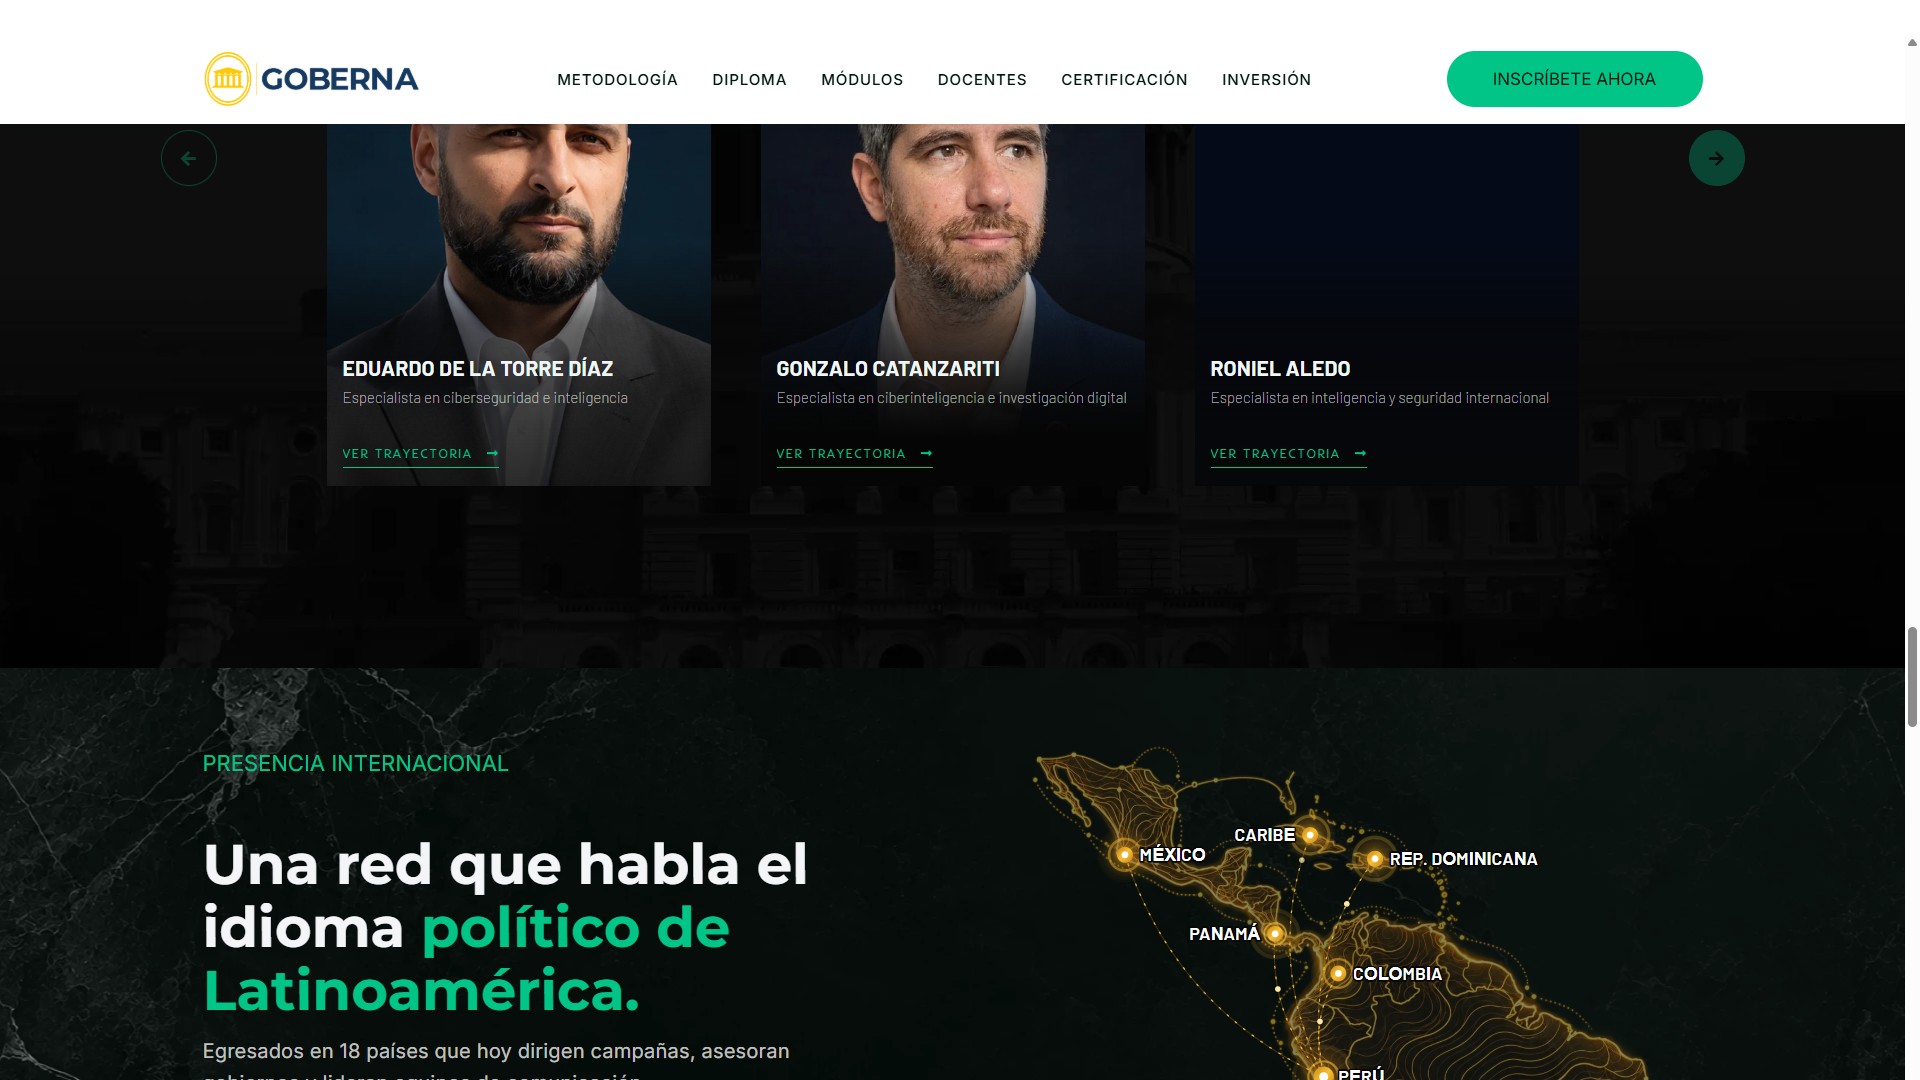 GOBERNA
METODOLOGÍA
DIPLOMA
MÓDULOS
DOCENTES
CERTIFICACIÓN
INVERSIÓN
INSCRÍBETE AHORA
EDUARDO DE LA TORRE DÍAZ
Especialista en ciberseguridad e inteligencia
VER TRAYECTORIA
GONZALO CATANZARITI
Especialista en ciberinteligencia e investigación digital
VER TRAYECTORIA
RONIEL ALEDO
Especialista en inteligencia y seguridad internacional
VER TRAYECTORIA
PRESENCIA INTERNACIONAL
Una red que habla el
idioma político de
Latinoamérica.
Egresados en 18 países que hoy dirigen campañas, asesoran
CARIBE
MÉXICO
REP. DOMINICANA
PANAMÁ
COLOMBIA
PERÚ